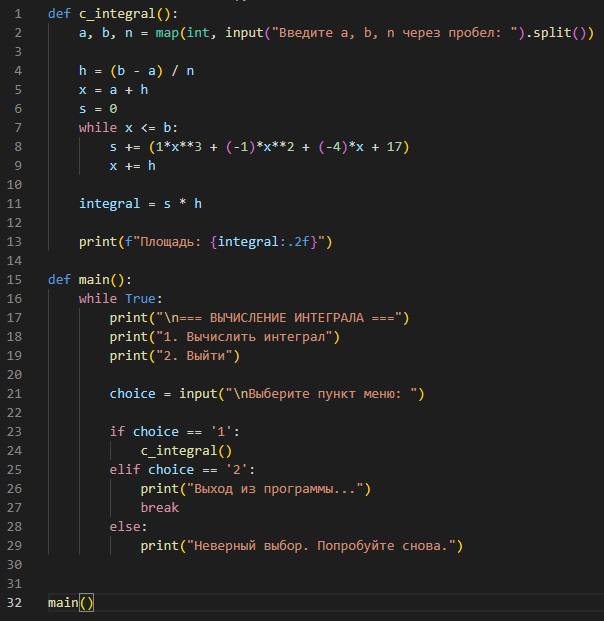 1 def c_integral():
2     a, b, n = map(int, input("Введите a, b, n через пробел: ").split())
3
4     h = (b - a) / n
5     x = a + h
6     s = 0
7     while x <= b:
8         s += (1*x**3 + (-1)*x**2 + (-4)*x + 17)
9         x += h
10
11     integral = s * h
12
13     print(f"Площадь: {integral:.2f}")
14
15 def main():
16     while True:
17         print("\n=== ВЫЧИСЛЕНИЕ ИНТЕГРАЛА ===")
18         print("1. Вычислить интеграл")
19         print("2. Выйти")
20
21         choice = input("\nВыберите пункт меню: ")
22
23         if choice == '1':
24             c_integral()
25         elif choice == '2':
26             print("Выход из программы...")
27             break
28         else:
29             print("Неверный выбор. Попробуйте снова.")
30
31
32 main()